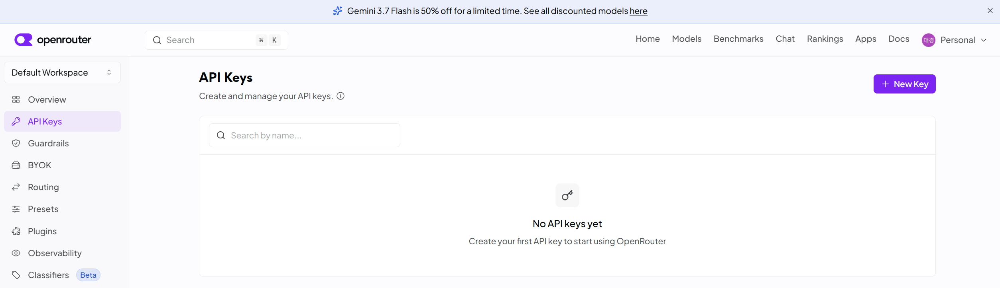 Gemini 3.7 Flash is 50% off for a limited time. See all discounted models here
openrouter
Search ⌘ K
Home Models Benchmarks Chat Rankings Apps Docs 대경 Personal
Default Workspace
Overview
API Keys
Guardrails
BYOK
Routing
Presets
Plugins
Observability
Classifiers Beta
API Keys
Create and manage your API keys.
+ New Key
Search by name...
No API keys yet
Create your first API key to start using OpenRouter